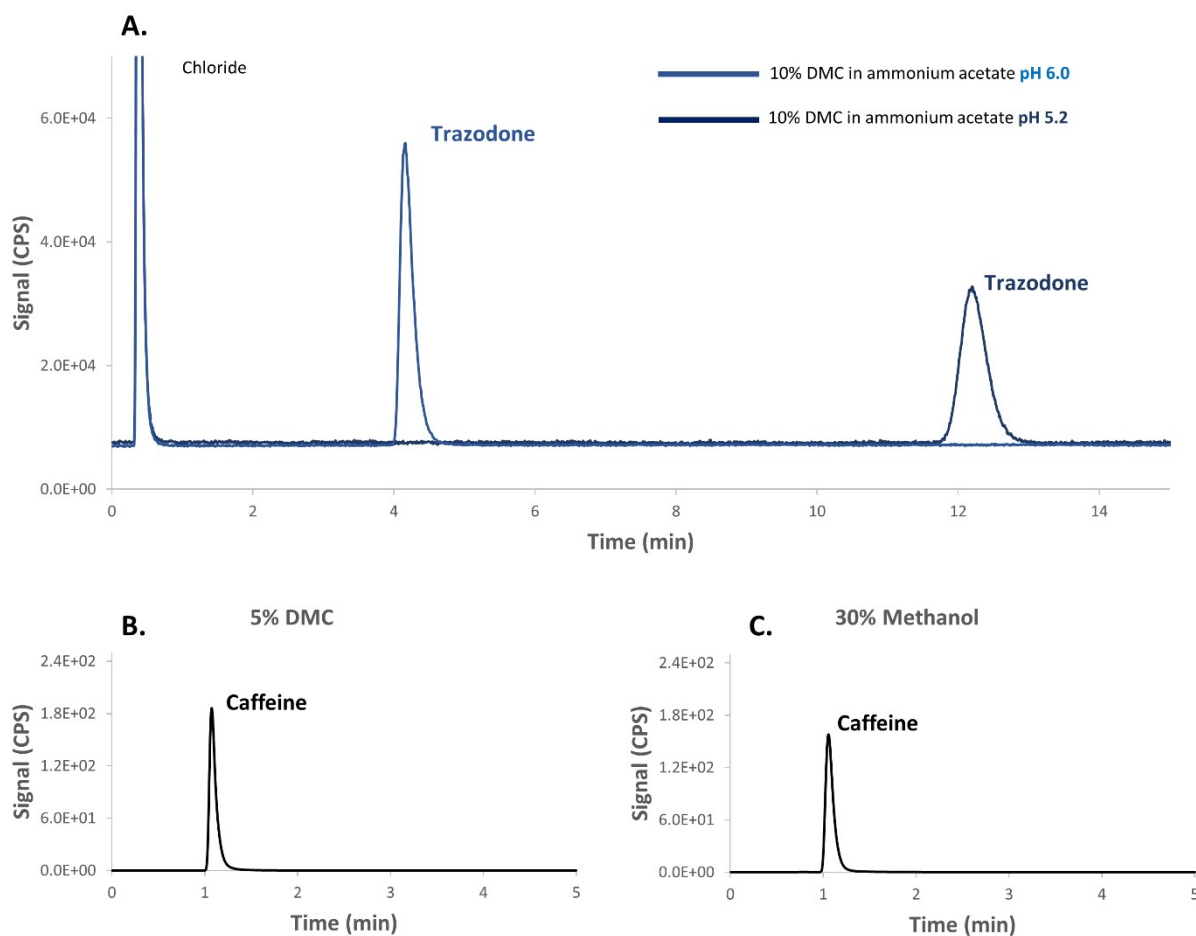 A.
Chloride
10% DMC in ammonium acetate pH 6.0
10% DMC in ammonium acetate pH 5.2
Trazodone
Trazodone
Signal (CPS)
6.0E+04
4.0E+04
2.0E+04
0.0E+00
0 2 4 6 8 10 12 14
Time (min)
B.
5% DMC
Caffeine
Signal (CPS)
2.4E+02
1.8E+02
1.2E+02
6.0E+01
0.0E+00
0 1 2 3 4 5
Time (min)
C.
30% Methanol
Caffeine
Signal (CPS)
2.4E+02
1.8E+02
1.2E+02
6.0E+01
0.0E+00
0 1 2 3 4 5
Time (min)